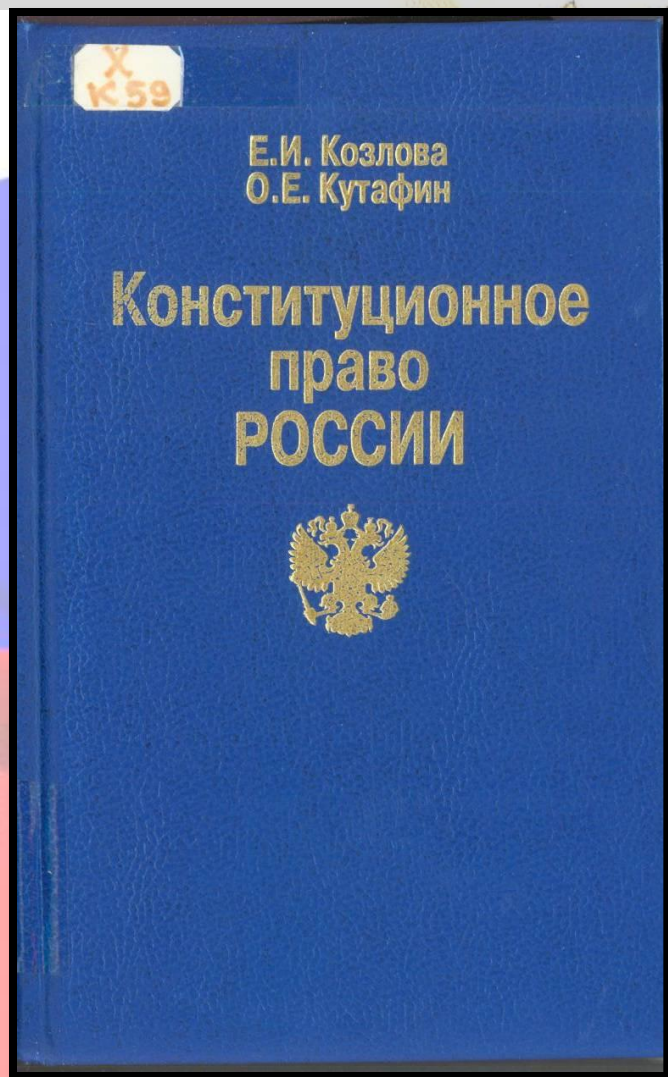 Х
К 59
Е.И. Козлова
О.Е. Кутафин
Конституционное
право
РОССИИ